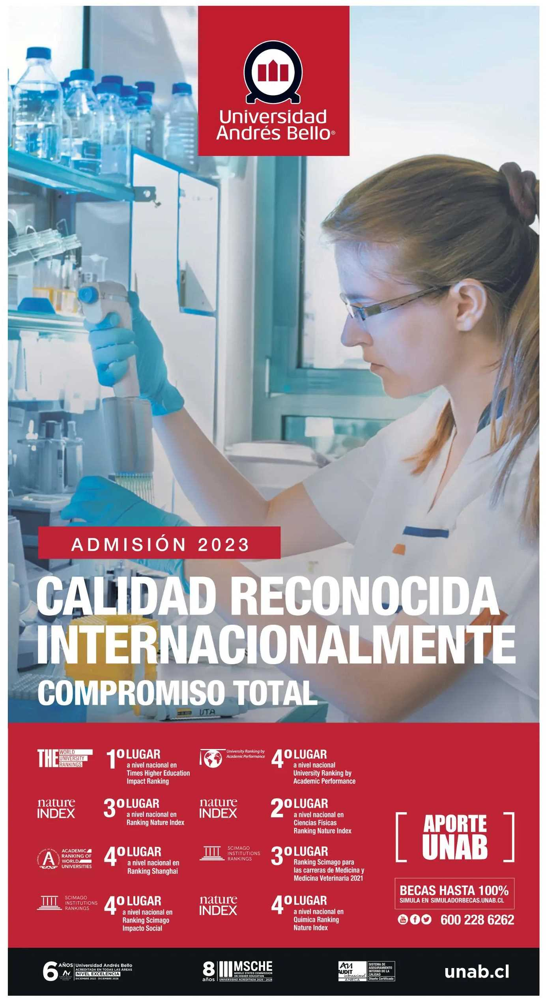 Universidad
Andrés Bello®
ADMISIÓN 2023
CALIDAD RECONOCIDA
INTERNACIONALMENTE
COMPROMISO TOTAL
UTA
THE WORLD
UNIVERSITY
RANKINGS
1º LUGAR
a nivel nacional en
Times Higher Education
Impact Ranking
University Ranking by
Academic Performance
4º LUGAR
a nivel nacional
University Ranking by
Academic Performance
nature
INDEX
3º LUGAR
a nivel nacional en
Ranking Nature Index
nature
INDEX
2º LUGAR
a nivel nacional en
Ciencias Físicas
Ranking Nature Index
ACADEMIC
RANKING OF
WORLD
UNIVERSITIES
4º LUGAR
a nivel nacional en
Ranking Shanghai
SCIMAGO
INSTITUTIONS
RANKINGS
3º LUGAR
Ranking Scimago para
las carreras de Medicina y
Medicina Veterinaria 2021
SCIMAGO
INSTITUTIONS
RANKINGS
4º LUGAR
a nivel nacional en
Ranking Scimago
Impacto Social
nature
INDEX
4º LUGAR
a nivel nacional en
Química Ranking
Nature Index
[APORTE
UNAB]
BECAS HASTA 100%
SIMULA EN SIMULADORBECAS.UNAB.CL
600 228 6262
6 AÑOS
Universidad Andrés Bello
ACREDITADA EN TODAS LAS ÁREAS
NIVEL EXCELENCIA
DICIEMBRE 2022 - DICIEMBRE 2028
8
años
MSCHE
MIDDLE STATES COMMISSION
ON HIGHER EDUCATION
UNIVERSIDAD ACREDITADA 2020 - 2028
AUDIT
internacional
ANECA
SISTEMA DE
ASEGURAMIENTO
INTERNO DE LA
CALIDAD
Diseño Certificado
unab.cl